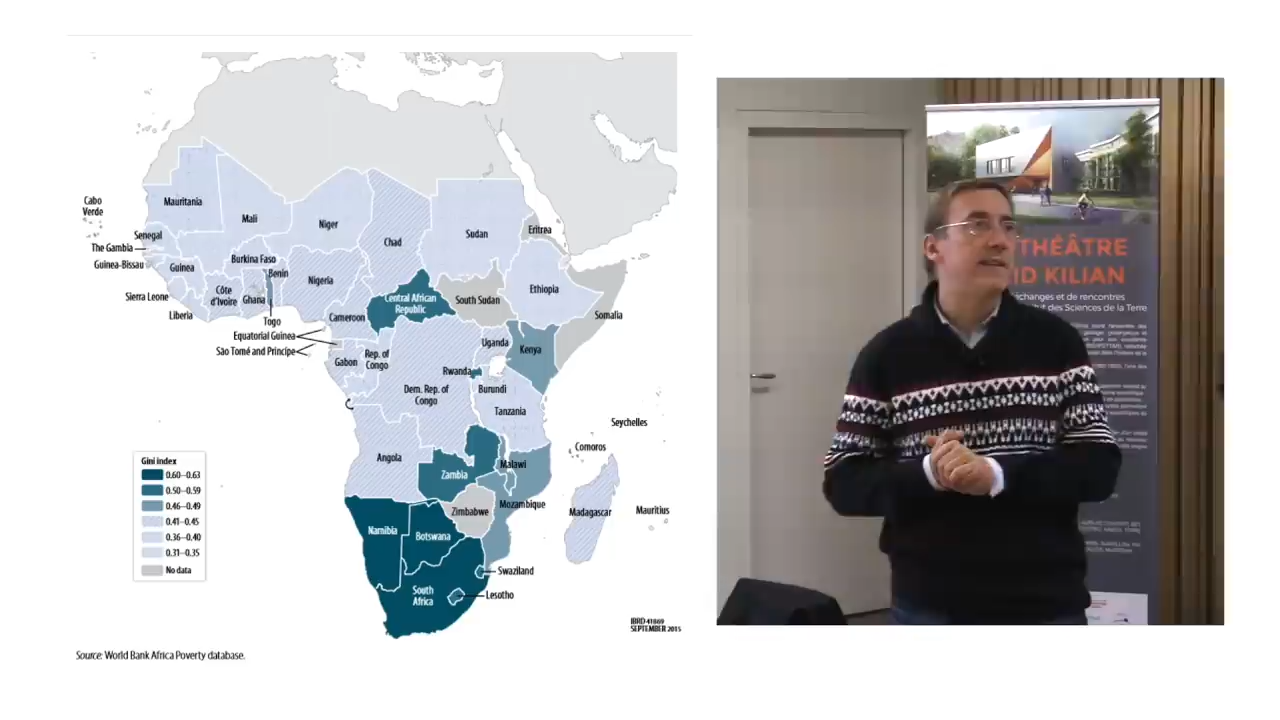 Cabo
Verde
Mauritania
Mali
Niger
Chad
Sudan
Eritrea
Senegal
The Gambia
Guinea-Bissau
Guinea
Burkina Faso
Benin
Nigeria
Côte
d'Ivoire
Ghana
Sierra Leone
Liberia
Togo
Cameroon
Central African
Republic
South Sudan
Ethiopia
Somalia
Equatorial Guinea
São Tomé and Príncipe
Gabon
Rep. of
Congo
Uganda
Kenya
Rwanda
Burundi
Dem. Rep. of
Congo
Tanzania
Seychelles
Comoros
Angola
Zambia
Malawi
Mozambique
Zimbabwe
Madagascar
Mauritius
Namibia
Botswana
Swaziland
South
Africa
Lesotho
Gini index
0.60–0.63
0.50–0.59
0.46–0.49
0.41–0.45
0.36–0.40
0.31–0.35
No data
IBRD 41869
SEPTEMBER 2015
Source: World Bank Africa Poverty database.
THÉÂTRE
ID KILIAN
échanges et de rencontres
ut des Sciences de la Terre